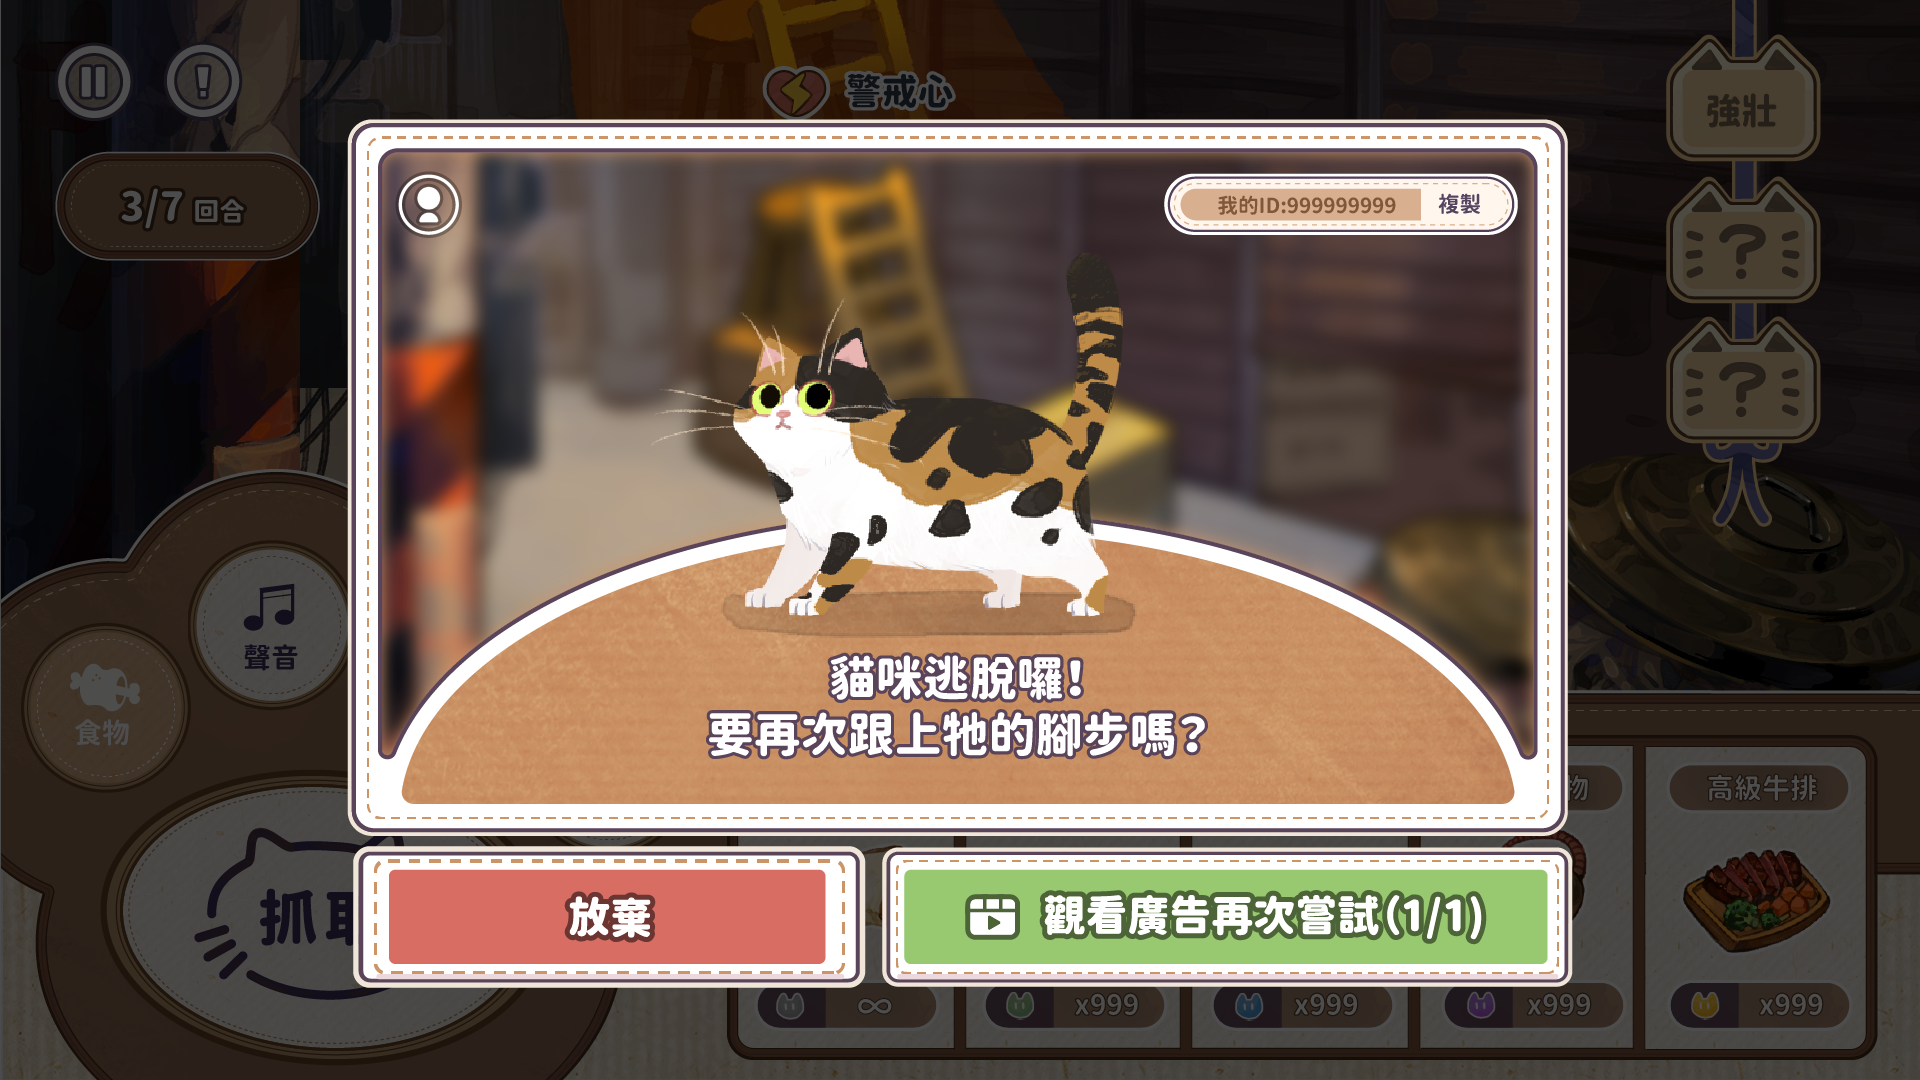 警戒心
強壯
3/7 回合
我的ID:999999999
複製
?
?
聲音
食物
貓咪逃脫囉!
要再次跟上牠的腳步嗎?
物
高級牛排
抓
放棄
觀看廣告再次嘗試(1/1)
∞
x999
x999
x999
x999